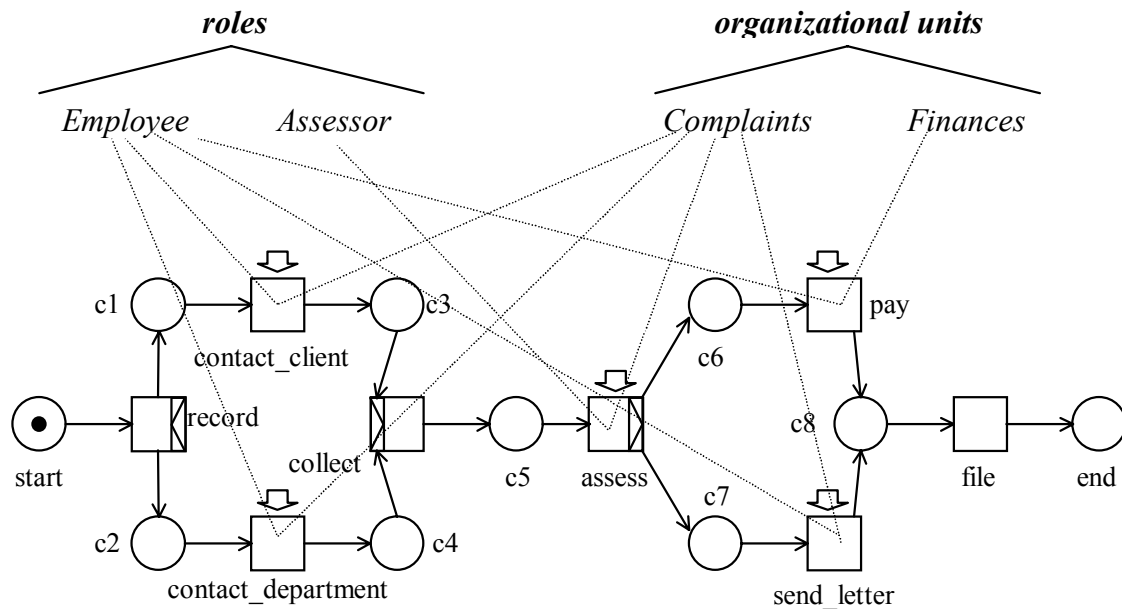 roles
organizational units
Employee
Assessor
Complaints
Finances
c1
contact_client
c3
c6
pay
start
record
collect
c5
assess
c7
c8
file
end
c2
contact_department
c4
send_letter